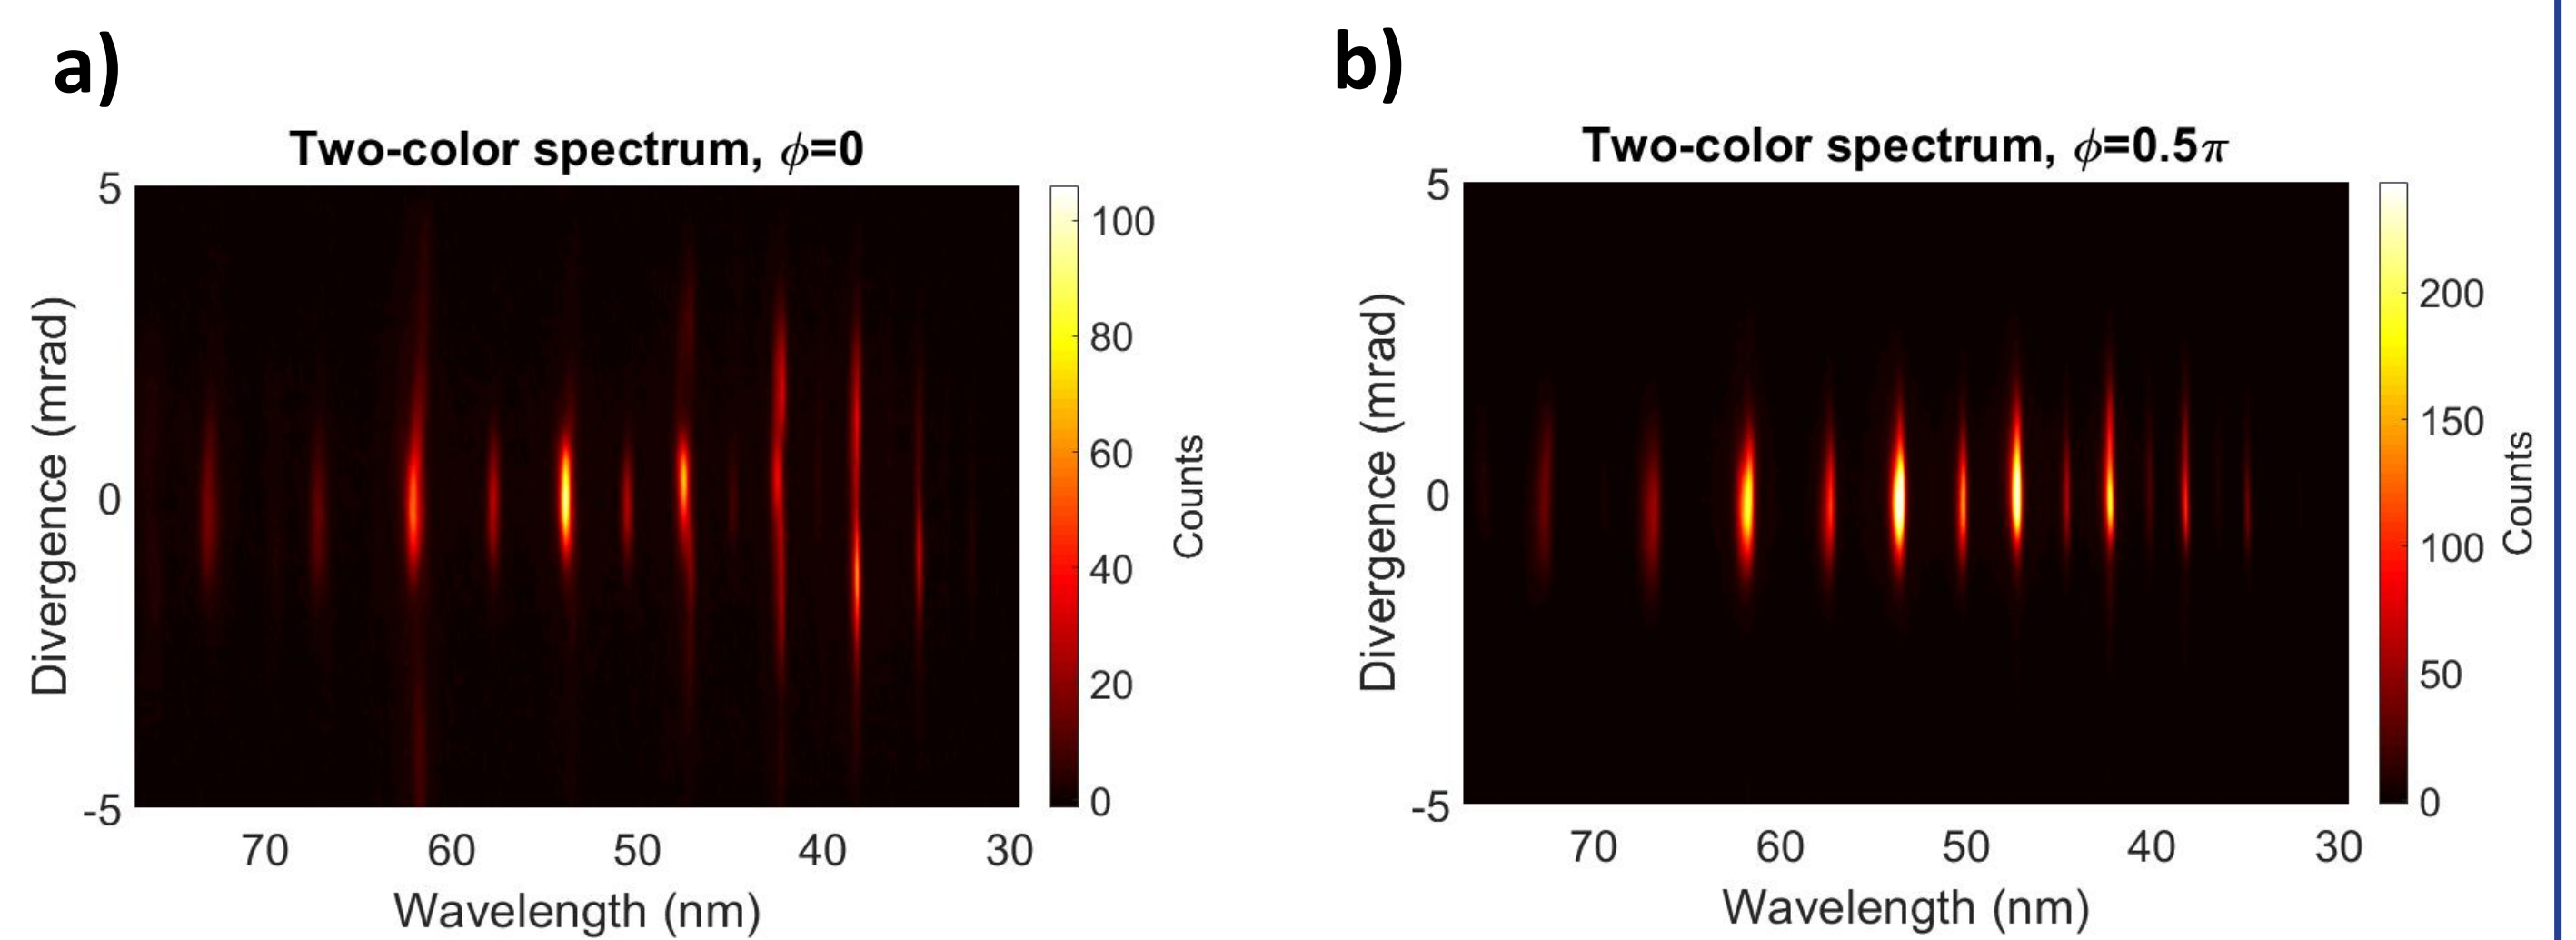 a)
Two-color spectrum, ϕ=0
5
0
-5
Divergence (mrad)
70 60 50 40 30
Wavelength (nm)
100
80
60
40
20
0
Counts
b)
Two-color spectrum, ϕ=0.5π
5
0
-5
Divergence (mrad)
70 60 50 40 30
Wavelength (nm)
200
150
100
50
0
Counts